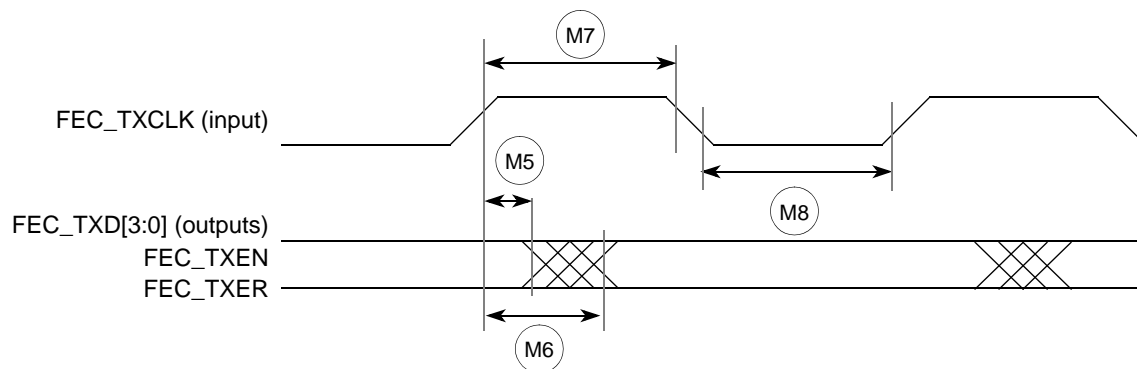 M7
FEC_TXCLK (input)
M5
M8
FEC_TXD[3:0] (outputs)
FEC_TXEN
FEC_TXER
M6